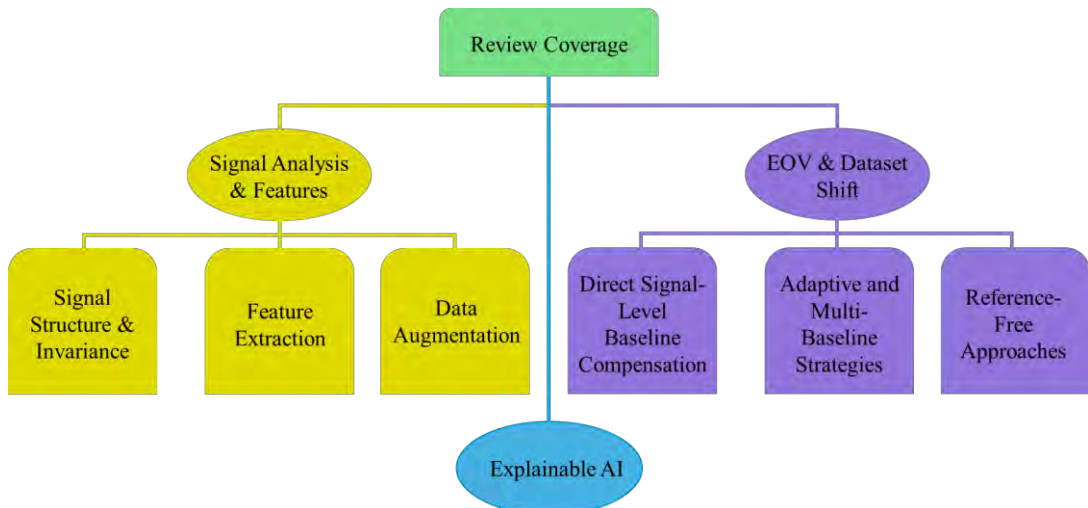 Review Coverage
Signal Analysis
& Features
EOV & Dataset
Shift
Signal
Structure &
Invariance
Feature
Extraction
Data
Augmentation
Direct Signal-
Level
Baseline
Compensation
Adaptive and
Multi-
Baseline
Strategies
Reference-
Free
Approaches
Explainable AI